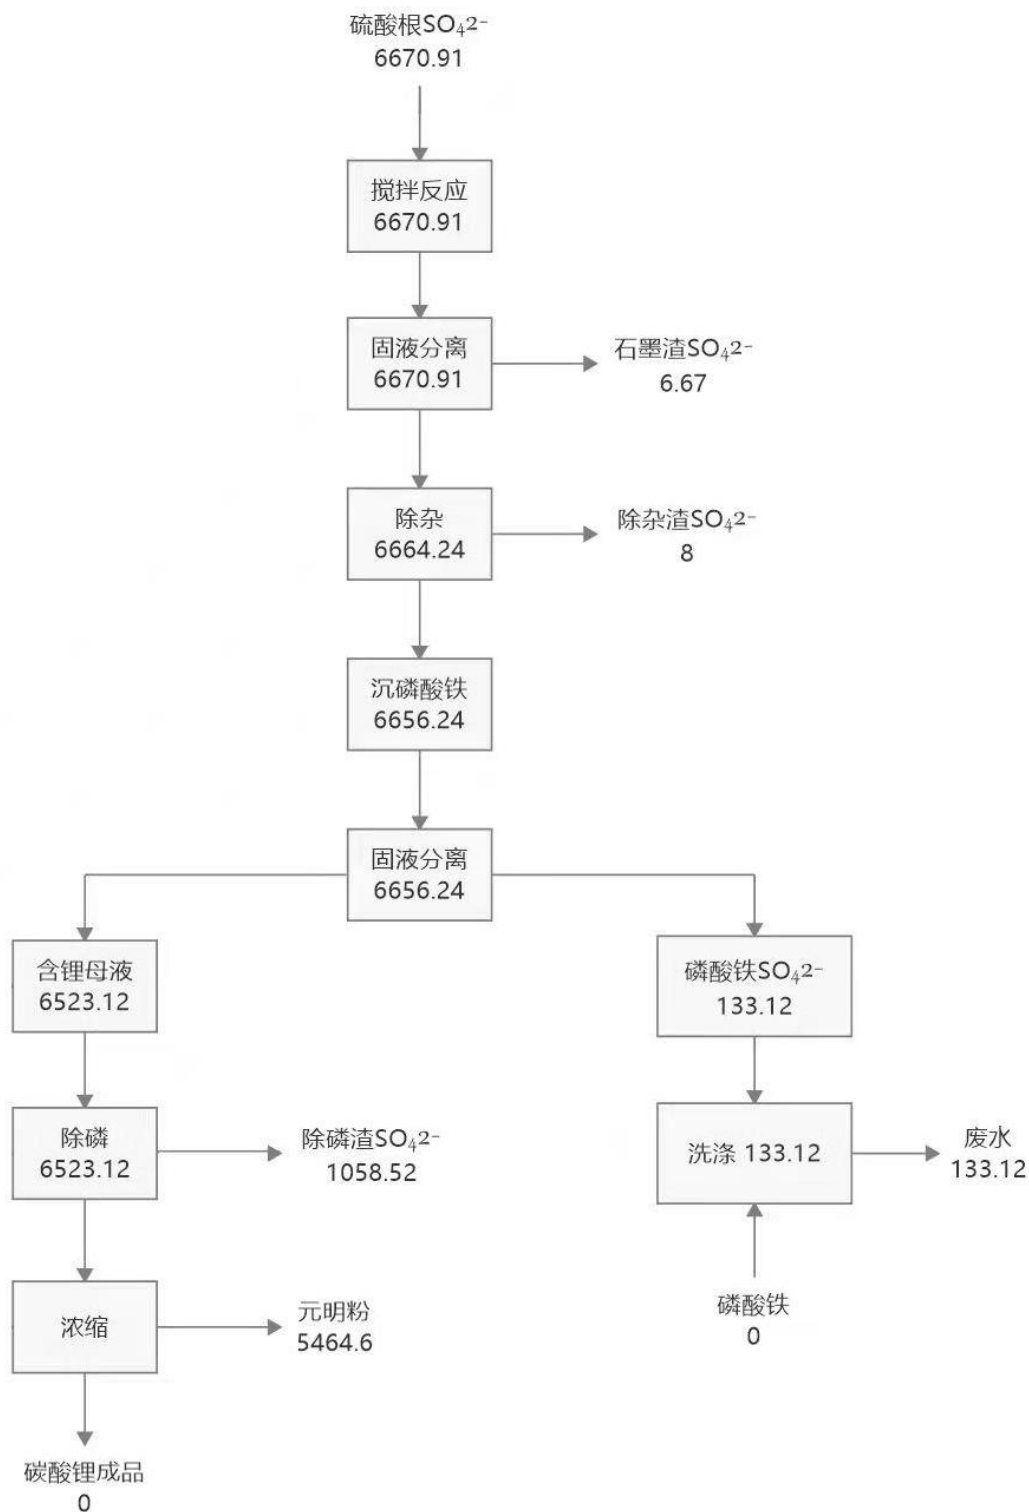 硫酸根SO₄²⁻
6670.91
搅拌反应
6670.91
固液分离
6670.91
石墨渣SO₄²⁻
6.67
除杂
6664.24
除杂渣SO₄²⁻
8
沉磷酸铁
6656.24
固液分离
6656.24
含锂母液
6523.12
磷酸铁SO₄²⁻
133.12
除磷
6523.12
除磷渣SO₄²⁻
1058.52
洗涤 133.12
废水
133.12
浓缩
元明粉
5464.6
磷酸铁
0
碳酸锂成品
0